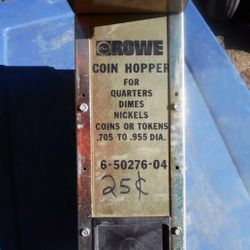 ROWE
COIN HOPPER
FOR
QUARTERS
DIMES
NICKELS
COINS OR TOKENS
.705 TO .955 DIA.
6-50276-04
25¢